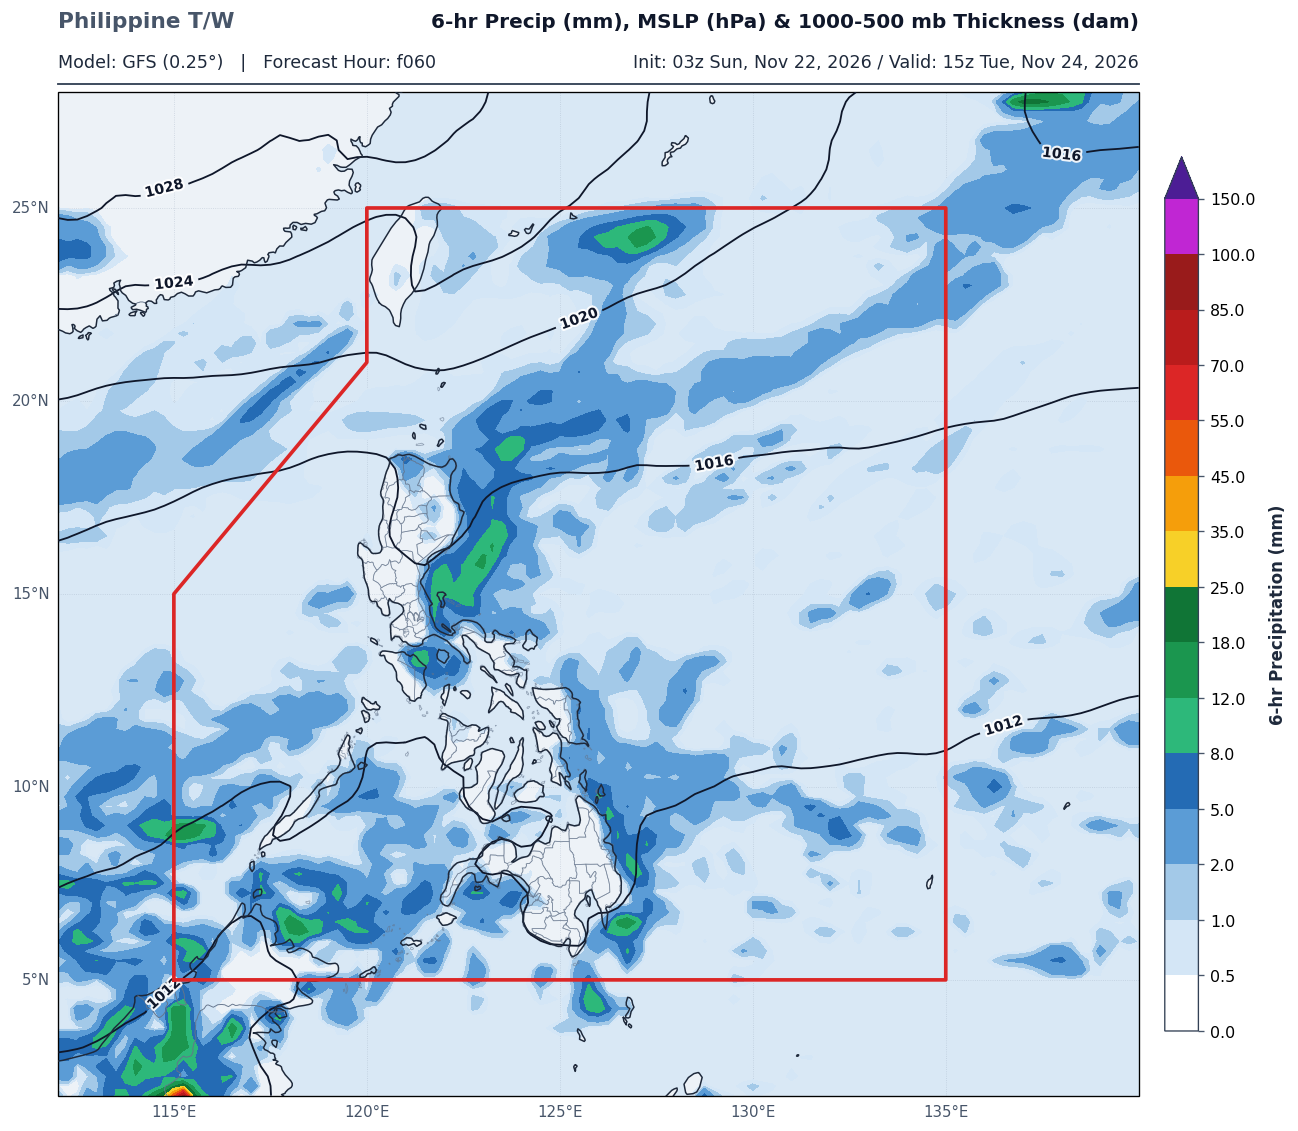 Philippine T/W
6-hr Precip (mm), MSLP (hPa) & 1000-500 mb Thickness (dam)
Model: GFS (0.25°) | Forecast Hour: f060
Init: 03z Sun, Nov 22, 2026 / Valid: 15z Tue, Nov 24, 2026
1016
1028
1024
1020
1016
1012
1012
25°N
20°N
15°N
10°N
5°N
115°E
120°E
125°E
130°E
135°E
150.0
100.0
85.0
70.0
55.0
45.0
35.0
25.0
18.0
12.0
8.0
5.0
2.0
1.0
0.5
0.0
6-hr Precipitation (mm)